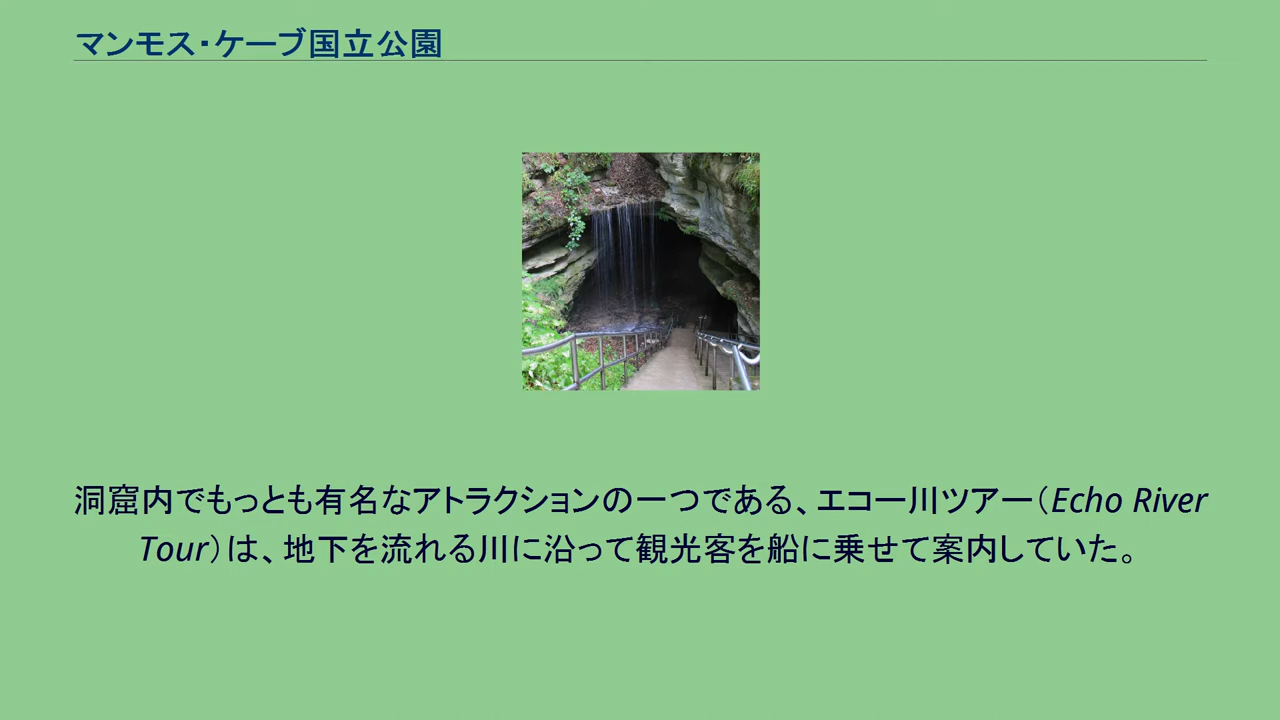 マンモス・ケーブ国立公園
洞窟内でもっとも有名なアトラクションの一つである、エコー川ツアー（Echo River
Tour）は、地下を流れる川に沿って観光客を船に乗せて案内していた。